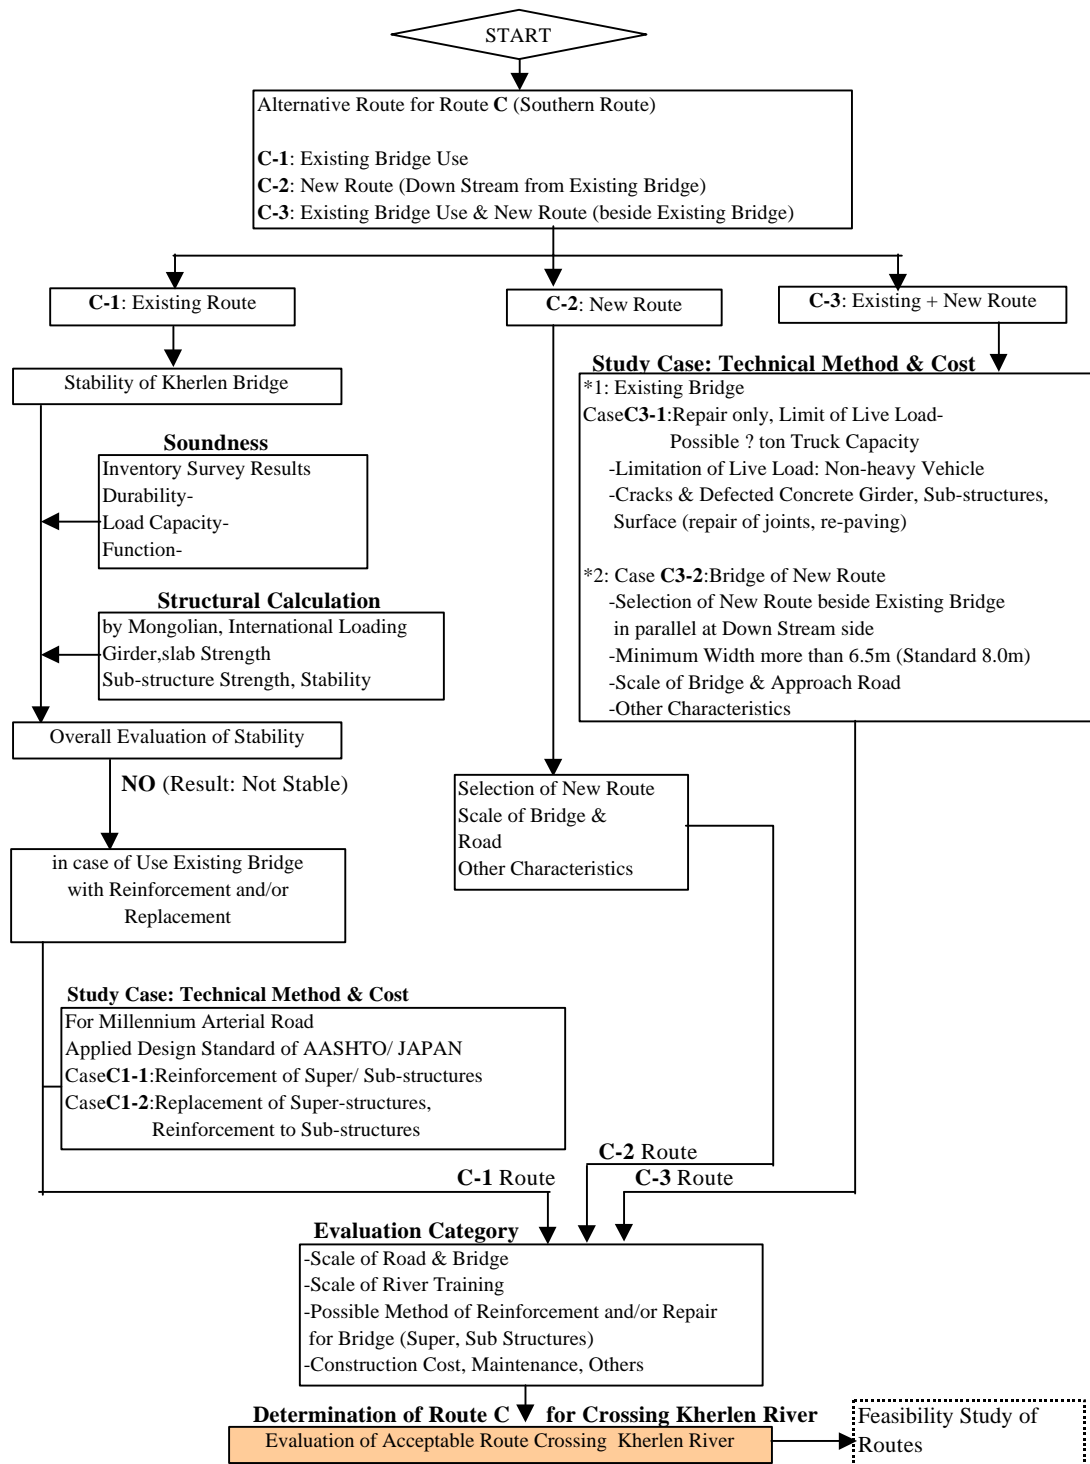 START
Alternative Route for Route C (Southern Route)
C-1: Existing Bridge Use
C-2: New Route (Down Stream from Existing Bridge)
C-3: Existing Bridge Use & New Route (beside Existing Bridge)
C-1: Existing Route
C-2: New Route
C-3: Existing + New Route
Stability of Kherlen Bridge
Soundness
Inventory Survey Results
Durability-
Load Capacity-
Function-
Structural Calculation
by Mongolian, International Loading
Girder,slab Strength
Sub-structure Strength, Stability
Overall Evaluation of Stability
NO (Result: Not Stable)
in case of Use Existing Bridge
with Reinforcement and/or
Replacement
Study Case: Technical Method & Cost
For Millennium Arterial Road
Applied Design Standard of AASHTO/ JAPAN
CaseC1-1:Reinforcement of Super/ Sub-structures
CaseC1-2:Replacement of Super-structures,
Reinforcement to Sub-structures
Selection of New Route
Scale of Bridge &
Road
Other Characteristics
Study Case: Technical Method & Cost
*1: Existing Bridge
CaseC3-1:Repair only, Limit of Live Load-
Possible ? ton Truck Capacity
-Limitation of Live Load: Non-heavy Vehicle
-Cracks & Defected Concrete Girder, Sub-structures,
Surface (repair of joints, re-paving)
*2: Case C3-2:Bridge of New Route
-Selection of New Route beside Existing Bridge
in parallel at Down Stream side
-Minimum Width more than 6.5m (Standard 8.0m)
-Scale of Bridge & Approach Road
-Other Characteristics
C-1 Route
C-2 Route
C-3 Route
Evaluation Category
-Scale of Road & Bridge
-Scale of River Training
-Possible Method of Reinforcement and/or Repair
for Bridge (Super, Sub Structures)
-Construction Cost, Maintenance, Others
Determination of Route C for Crossing Kherlen River
Evaluation of Acceptable Route Crossing Kherlen River
Feasibility Study of
Routes